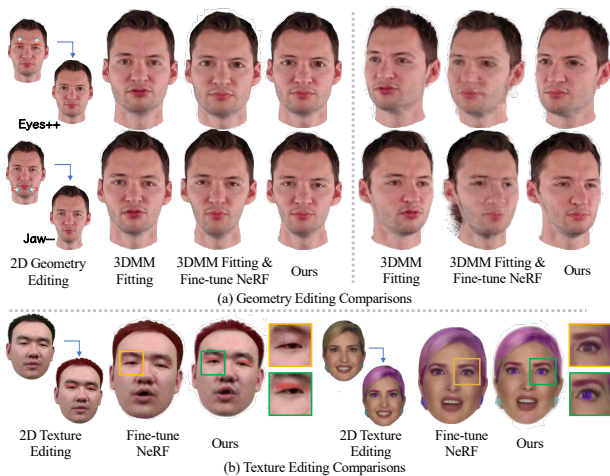 Eyes++
Jaw--
2D Geometry
Editing
3DMM
Fitting
3DMM Fitting &
Fine-tune NeRF
Ours
3DMM
Fitting
3DMM Fitting &
Fine-tune NeRF
Ours
(a) Geometry Editing Comparisons
2D Texture
Editing
Fine-tune
NeRF
Ours
2D Texture
Editing
Fine-tune
NeRF
Ours
(b) Texture Editing Comparisons